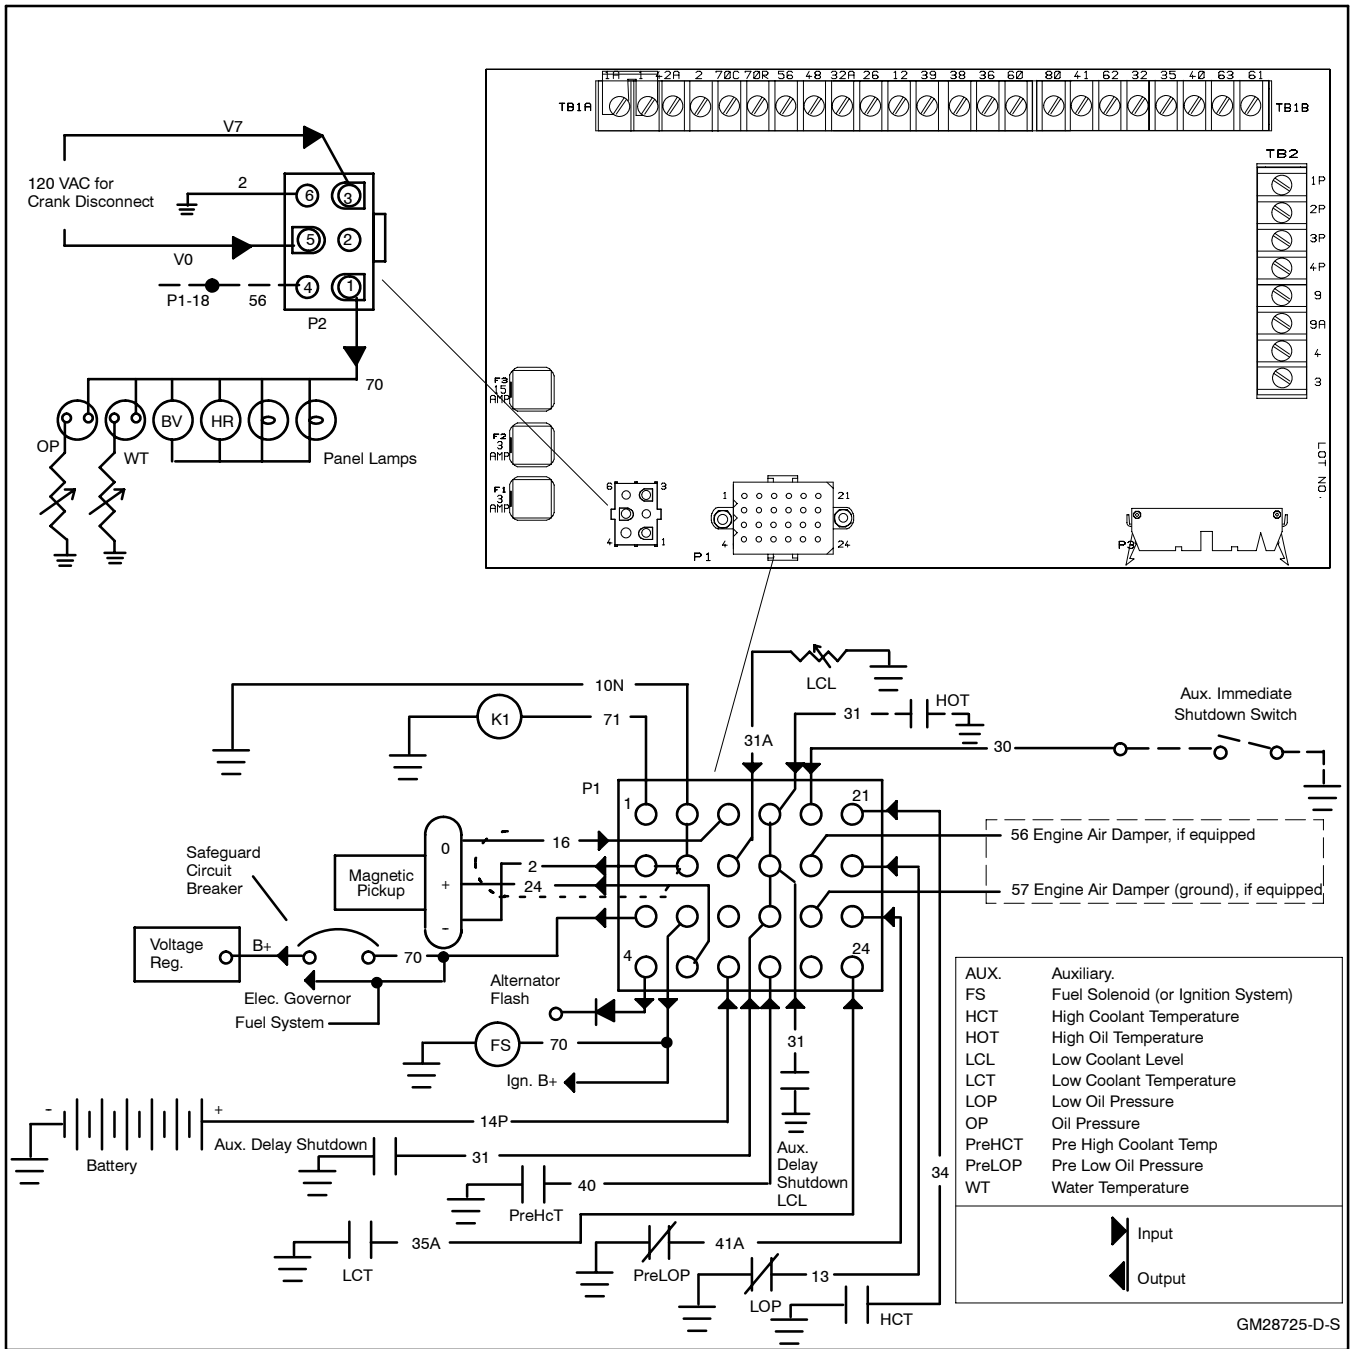 1A 1 42A 2 70C 70R 56 48 32A 26 12 39 38 36 60 80 41 62 32 35 40 63 61
TB1A
TB1B
TB2
1P
2P
3P
4P
9
9A
4
3
LOT NO.
V7
120 VAC for
Crank Disconnect
2
V0
P1-18
56
6 3
5 2
4 1
P2
70
OP
WT
BV
HR
Panel Lamps
F3
15
AMP
F2
3
AMP
F1
3
AMP
6 3
4 1
1 21
4 24
P1
P3
10N
K1
71
LCL
31A
31
HOT
30
Aux. Immediate
Shutdown Switch
P1
1 21
4 24
16
2
24
0
+
-
Magnetic
Pickup
Safeguard
Circuit
Breaker
Voltage
Reg.
B+
70
Elec. Governor
Fuel System
Alternator
Flash
FS
70
Ign. B+
56 Engine Air Damper, if equipped
57 Engine Air Damper (ground), if equipped
- +
Battery
14P
Aux. Delay Shutdown
31
31
Aux.
Delay
Shutdown
LCL
PreHcT
40
LCT
35A
PreLOP
41A
LOP
13
HCT
34
AUX. Auxiliary.
FS Fuel Solenoid (or Ignition System)
HCT High Coolant Temperature
HOT High Oil Temperature
LCL Low Coolant Level
LCT Low Coolant Temperature
LOP Low Oil Pressure
OP Oil Pressure
PreHCT Pre High Coolant Temp
PreLOP Pre Low Oil Pressure
WT Water Temperature
Input
Output
GM28725-D-S